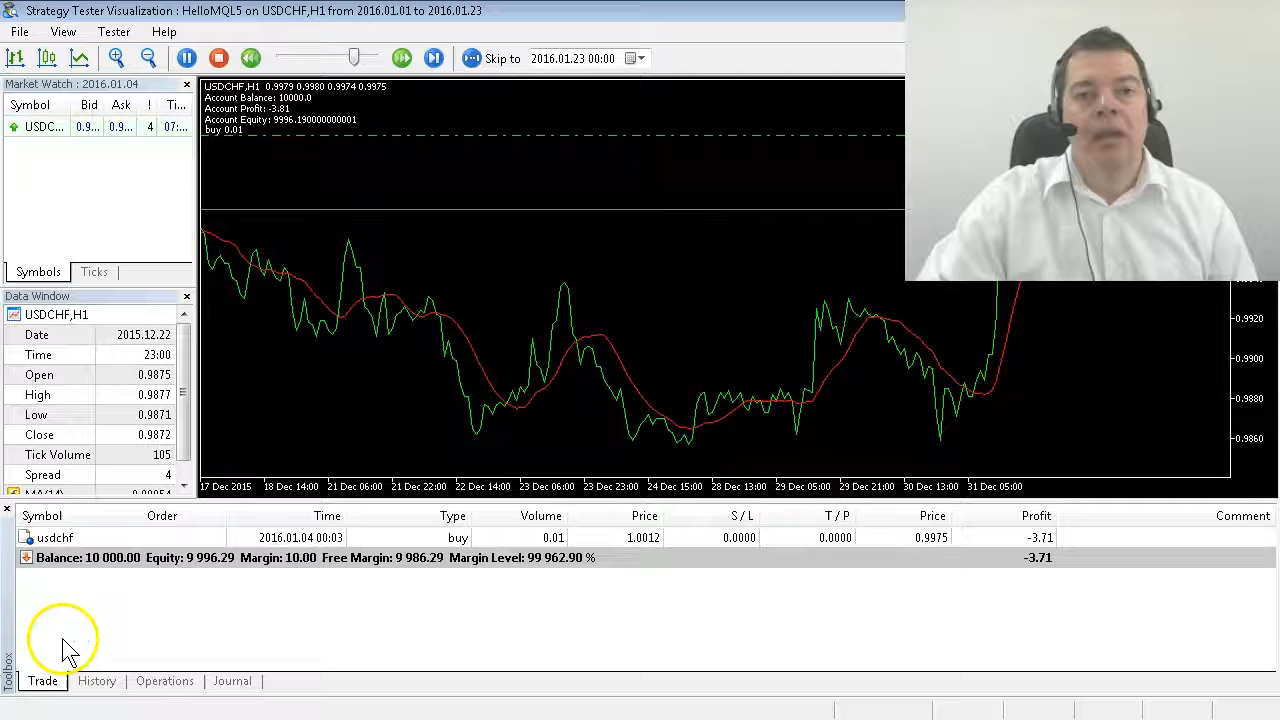 Strategy Tester Visualization : HelloMQL5 on USDCHF,H1 from 2016.01.01 to 2016.01.23
File View Tester Help
Skip to 2016.01.23 00:00
Market Watch : 2016.01.04
Symbol Bid Ask ! Ti...
USDC... 0.9... 0.9... 4 07:...
Symbols Ticks
Data Window
USDCHF,H1
Date 2015.12.22
Time 23:00
Open 0.9875
High 0.9877
Low 0.9871
Close 0.9872
Tick Volume 105
Spread 4
USDCHF,H1 0.9979 0.9980 0.9974 0.9975
Account Balance: 10000.0
Account Profit: -3.81
Account Equity: 9996.190000000001
buy 0.01
0.9920
0.9900
0.9880
0.9860
17 Dec 2015 18 Dec 14:00 21 Dec 06:00 21 Dec 22:00 22 Dec 14:00 23 Dec 06:00 23 Dec 23:00 24 Dec 15:00 28 Dec 13:00 29 Dec 05:00 29 Dec 21:00 30 Dec 13:00 31 Dec 05:00
Symbol Order Time Type Volume Price S / L T / P Price Profit Comment
usdchf 2016.01.04 00:03 buy 0.01 1.0012 0.0000 0.0000 0.9975 -3.71
Balance: 10 000.00 Equity: 9 996.29 Margin: 10.00 Free Margin: 9 986.29 Margin Level: 99 962.90 % -3.71
Toolbox
Trade History Operations Journal